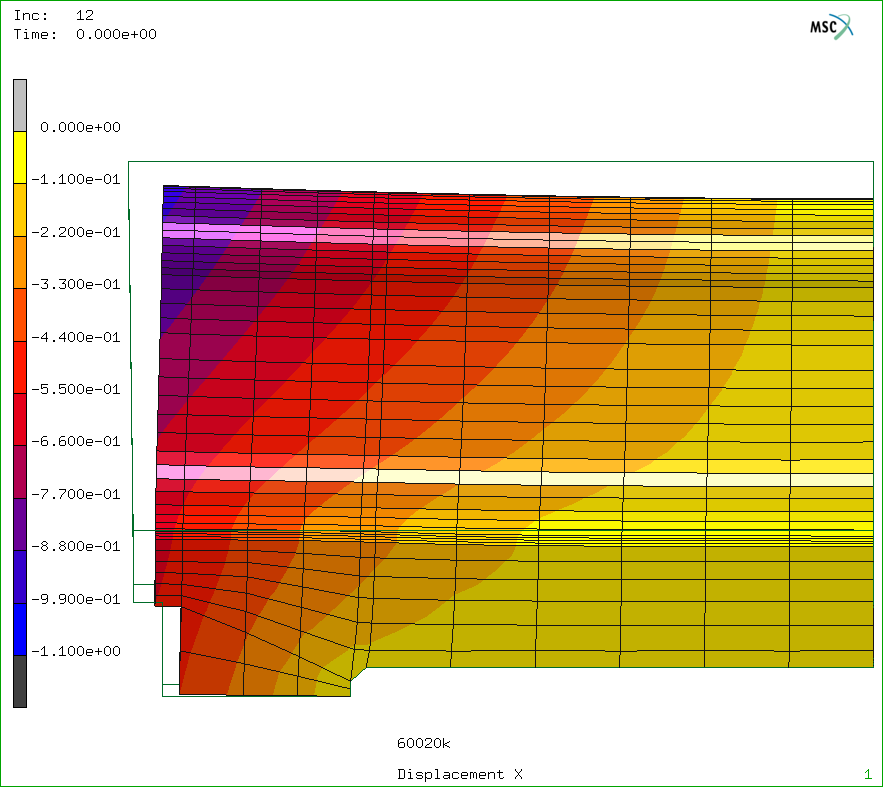 Inc: 12
Time: 0.000e+00
MSC
0.000e+00
-1.100e-01
-2.200e-01
-3.300e-01
-4.400e-01
-5.500e-01
-6.600e-01
-7.700e-01
-8.800e-01
-9.900e-01
-1.100e+00
60020k
Displacement X
1